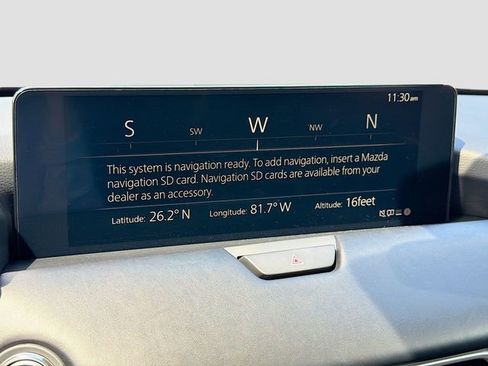 11:30am
S SW W NW N
This system is navigation ready. To add navigation, insert a Mazda
navigation SD card. Navigation SD cards are available from your
dealer as an accessory.
Latitude: 26.2° N Longitude: 81.7° W Altitude: 16feet